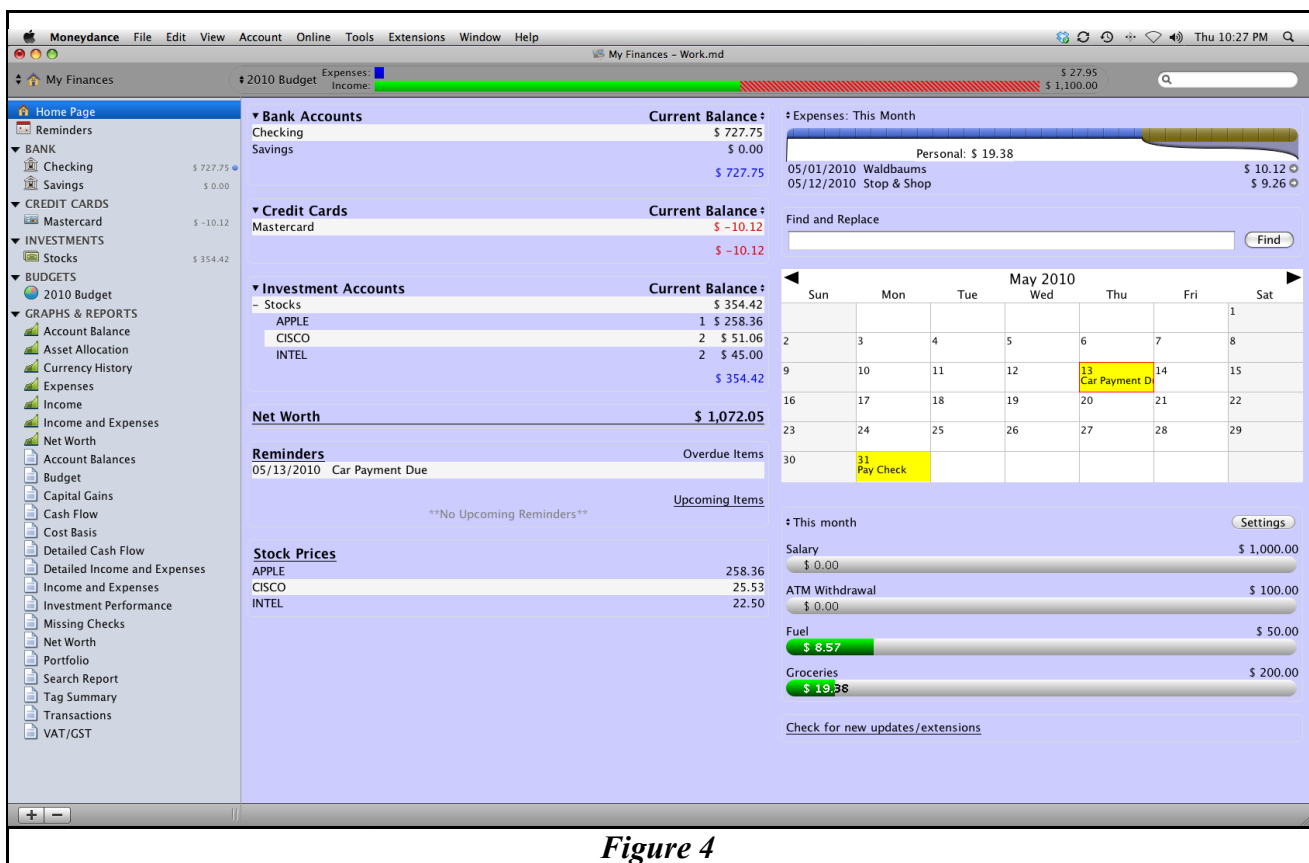 Moneydance File Edit View Account Online Tools Extensions Window Help Thu 10:27 PM
My Finances – Work.md
My Finances
2010 Budget
Expenses: $ 27.95
Income: $ 1,100.00
Home Page
Reminders
BANK
Checking $ 727.75
Savings $ 0.00
CREDIT CARDS
Mastercard $ -10.12
INVESTMENTS
Stocks $ 354.42
BUDGETS
2010 Budget
GRAPHS & REPORTS
Account Balance
Asset Allocation
Currency History
Expenses
Income
Income and Expenses
Net Worth
Account Balances
Budget
Capital Gains
Cash Flow
Cost Basis
Detailed Cash Flow
Detailed Income and Expenses
Income and Expenses
Investment Performance
Missing Checks
Net Worth
Portfolio
Search Report
Tag Summary
Transactions
VAT/GST
Bank Accounts Current Balance
Checking $ 727.75
Savings $ 0.00
$ 727.75
Credit Cards Current Balance
Mastercard $ -10.12
$ -10.12
Investment Accounts Current Balance
– Stocks $ 354.42
APPLE 1 $ 258.36
CISCO 2 $ 51.06
INTEL 2 $ 45.00
$ 354.42
Net Worth $ 1,072.05
Reminders Overdue Items
05/13/2010 Car Payment Due
Upcoming Items
**No Upcoming Reminders**
Stock Prices
APPLE 258.36
CISCO 25.53
INTEL 22.50
Expenses: This Month
Personal: $ 19.38
05/01/2010 Waldbaums $ 10.12
05/12/2010 Stop & Shop $ 9.26
Find and Replace
Find
May 2010
Sun Mon Tue Wed Thu Fri Sat
1
2 3 4 5 6 7 8
9 10 11 12 13 14 15
Car Payment D
16 17 18 19 20 21 22
23 24 25 26 27 28 29
30 31
Pay Check
This month Settings
Salary $ 1,000.00
$ 0.00
ATM Withdrawal $ 100.00
$ 0.00
Fuel $ 50.00
$ 8.57
Groceries $ 200.00
$ 19.38
Check for new updates/extensions
+ –
Figure 4